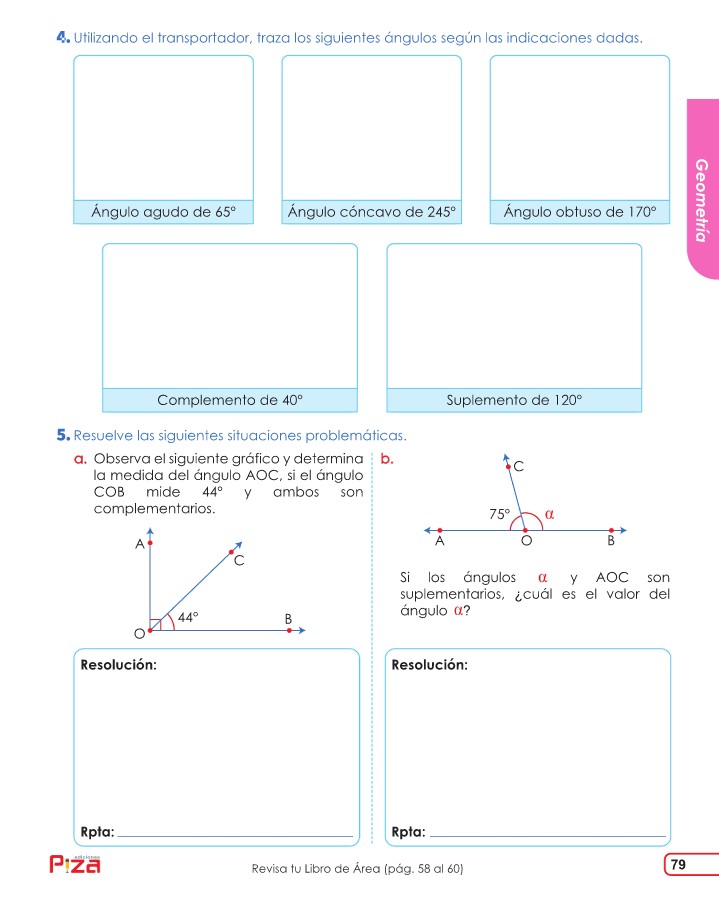 4. Utilizando el transportador, traza los siguientes ángulos según las indicaciones dadas.
Ángulo agudo de 65°
Ángulo cóncavo de 245°
Ángulo obtuso de 170°
Geometría
Complemento de 40°
Suplemento de 120°
5. Resuelve las siguientes situaciones problemáticas.
a. Observa el siguiente gráfico y determina
la medida del ángulo AOC, si el ángulo
COB mide 44° y ambos son
complementarios.
A
C
44°
B
O
b.
C
75°
α
A
O
B
Si los ángulos α y AOC son
suplementarios, ¿cuál es el valor del
ángulo α?
Resolución:
Rpta:
Resolución:
Rpta:
ediciones
Piza
Revisa tu Libro de Área (pág. 58 al 60)
79